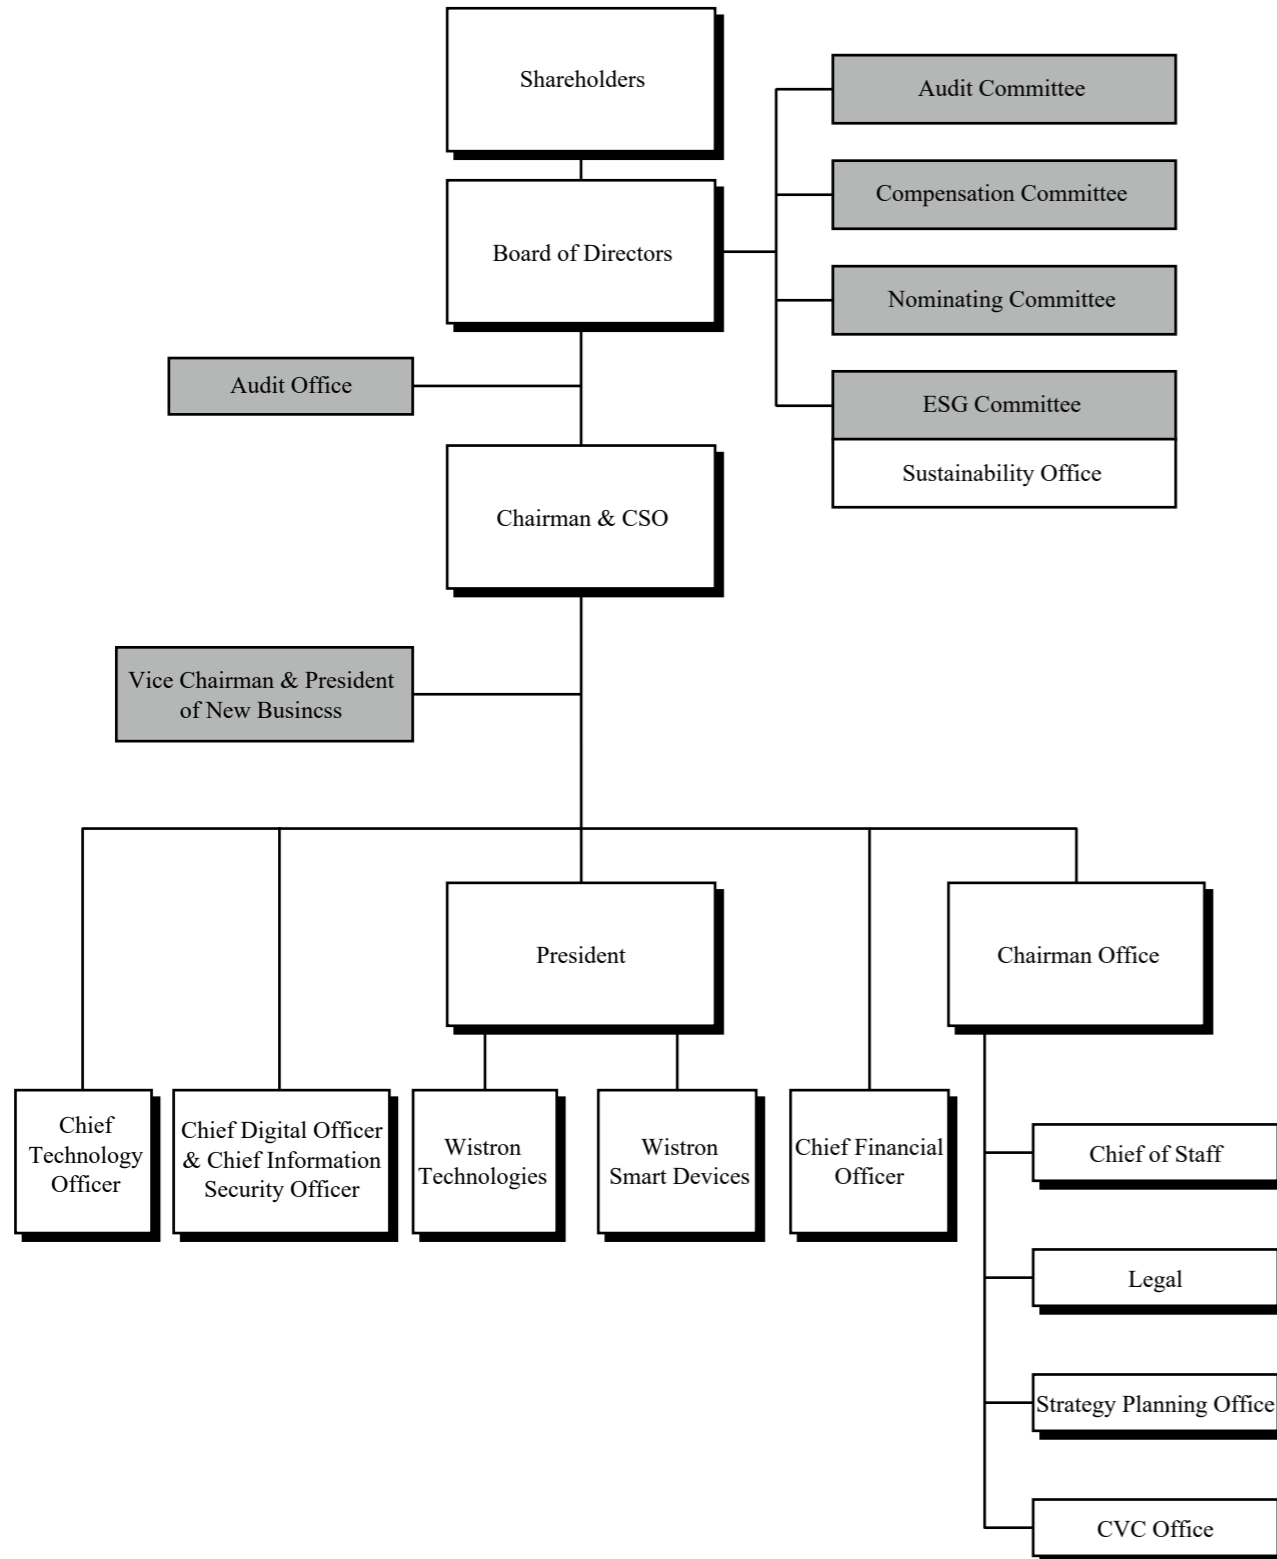 Shareholders
Audit Committee
Compensation Committee
Board of Directors
Nominating Committee
Audit Office
ESG Committee
Sustainability Office
Chairman & CSO
Vice Chairman & President
of New Busincss
President
Chairman Office
Chief
Technology
Officer
Chief Digital Officer
& Chief Information
Security Officer
Wistron
Technologies
Wistron
Smart Devices
Chief Financial
Officer
Chief of Staff
Legal
Strategy Planning Office
CVC Office